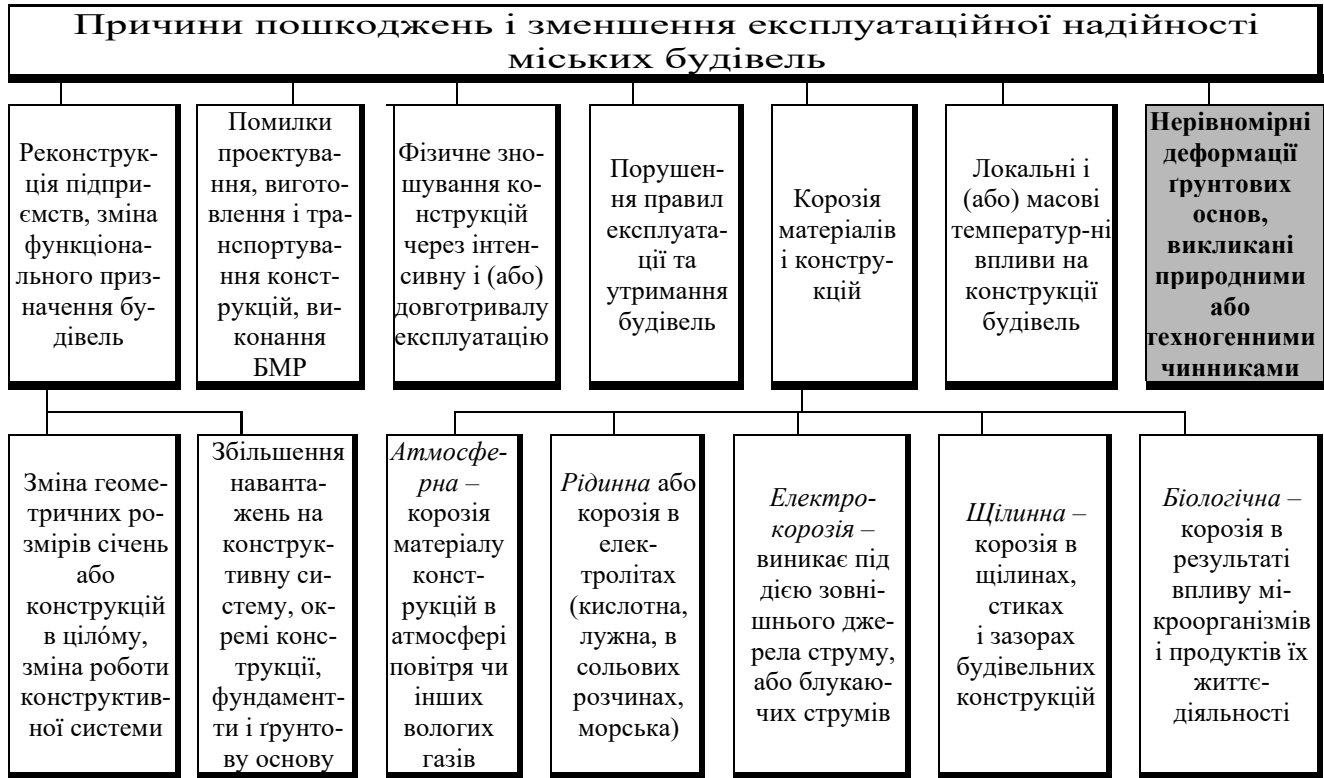 Причини пошкоджень і зменшення експлуатаційної надійності
міських будівель
Реконструк-
ція підпри-
ємств, зміна
функціона-
льного приз-
начення бу-
дівель
Помилки
проектува-
ння, вигото-
влення і тра-
нспортува-
ння конст-
рукцій, ви-
конання
БМР
Фізичне зно-
шування ко-
нструкцій
через інтен-
сивну і (або)
довготривалу
експлуатацію
Порушен-
ня правил
експлуата-
ції та
утримання
будівель
Корозія
матеріалів
і констру-
кцій
Локальні і
(або) масові
температур-ні
впливи на
конструкції
будівель
Нерівномірні
деформації
ґрунтових
основ,
викликані
природними
або
техногенними
чинниками
Зміна геоме-
тричних ро-
змірів січень
або
конструкцій
в ціло́му,
зміна роботи
конструктив-
ної системи
Збільшення
наванта-
жень на
конструк-
тивну си-
стему, ок-
ремі конс-
трукції,
фундамент-
ти і ґрунто-
ву основу
Атмосфе-
рна –
корозія
матеріалу
конст-
рукцій в
атмосфері
повітря чи
інших
вологих
газів
Рідинна або
корозія в
елек-
тролітах
(кислотна,
лужна, в
сольових
розчинах,
морська)
Електро-
корозія –
виникає під
дією зовні-
шнього дже-
рела струму,
або блукаю-
чих струмів
Щілинна –
корозія в
щілинах,
стиках
і зазорах
будівельних
конструкцій
Біологічна –
корозія в
результаті
впливу мі-
кроорганізмів
і продуктів їх
життє-
діяльності